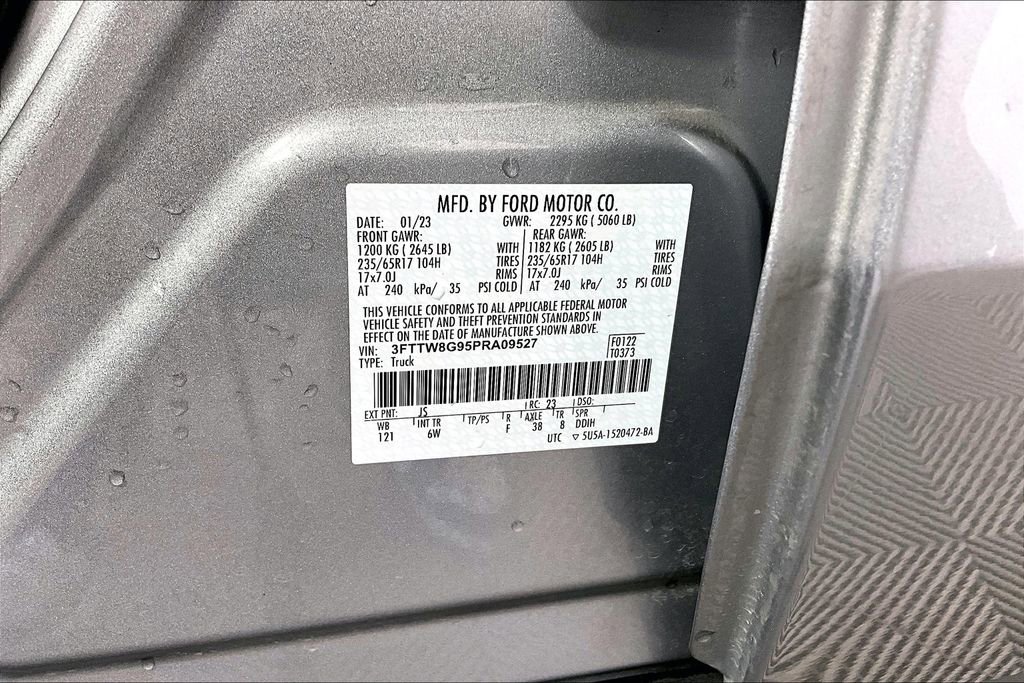 MFD. BY FORD MOTOR CO.
DATE: 01/23 GVWR: 2295 KG ( 5060 LB)
FRONT GAWR: REAR GAWR:
1200 KG ( 2645 LB) WITH 1182 KG ( 2605 LB) WITH
235/65R17 104H TIRES 235/65R17 104H TIRES
17x7.0J RIMS 17x7.0J RIMS
AT 240 kPa/ 35 PSI COLD AT 240 kPa/ 35 PSI COLD
THIS VEHICLE CONFORMS TO ALL APPLICABLE FEDERAL MOTOR
VEHICLE SAFETY AND THEFT PREVENTION STANDARDS IN
EFFECT ON THE DATE OF MANUFACTURE SHOWN ABOVE.
VIN: 3FTTW8G95PRA09527 F0122
TYPE: Truck T0373
EXT PNT: JS RC: 23 DSO:
WB INT TR TP/PS R AXLE TR SPR
121 6W F 38 8 DDIH
UTC ▽ 5U5A-1520472-BA